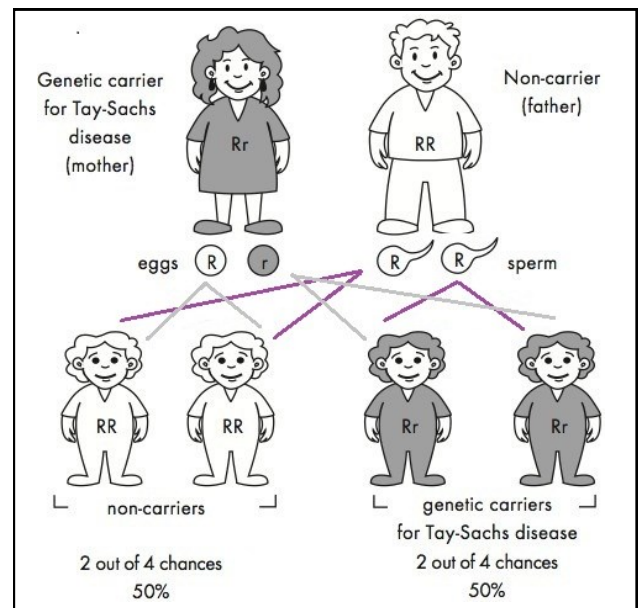 Genetic carrier
for Tay-Sachs
disease
(mother)
Non-carrier
(father)
Rr
RR
eggs
R
r
R
R
sperm
RR
RR
Rr
Rr
non-carriers
genetic carriers
for Tay-Sachs disease
2 out of 4 chances
50%
2 out of 4 chances
50%